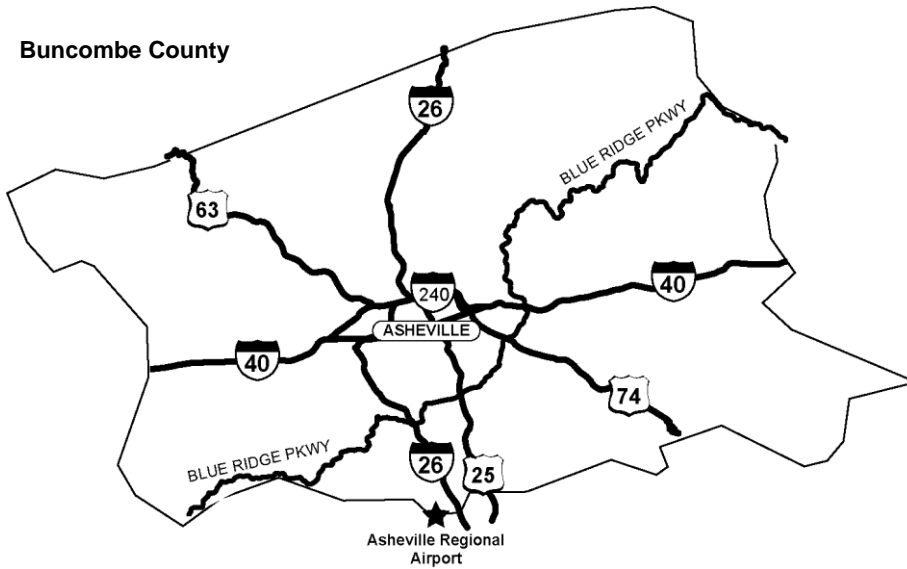 Buncombe County
26
BLUE RIDGE PKWY
63
240
40
ASHEVILLE
40
74
BLUE RIDGE PKWY
26
25
Asheville Regional
Airport